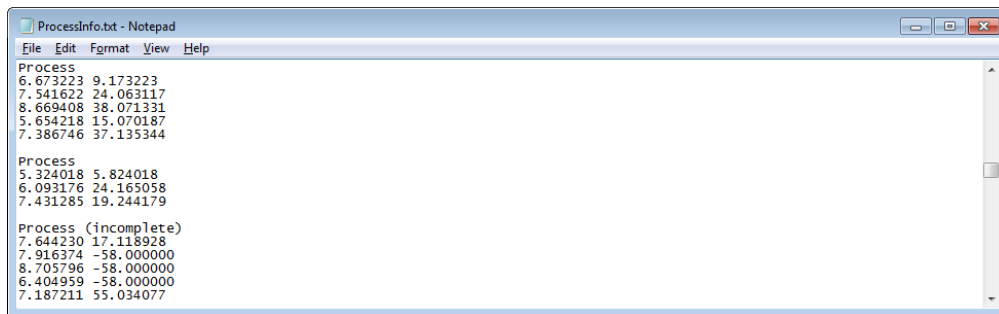 ProcessInfo.txt - Notepad
File Edit Format View Help
Process
6.673223 9.173223
7.541622 24.063117
8.669408 38.071331
5.654218 15.070187
7.386746 37.135344
Process
5.324018 5.824018
6.093176 24.165058
7.431285 19.244179
Process (incomplete)
7.644230 17.118928
7.916374 -58.000000
8.705796 -58.000000
6.404959 -58.000000
7.187211 55.034077